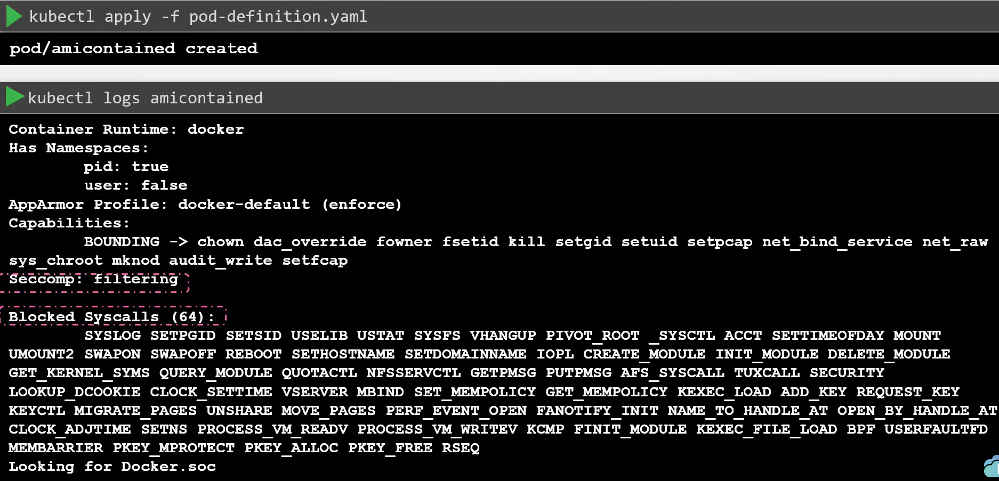 kubectl apply -f pod-definition.yaml
pod/amicontained created
kubectl logs amicontained
Container Runtime: docker
Has Namespaces:
pid: true
user: false
AppArmor Profile: docker-default (enforce)
Capabilities:
BOUNDING -> chown dac_override fowner fsetid kill setgid setuid setpcap net_bind_service net_raw
sys_chroot mknod audit_write setfcap
Seccomp: filtering
Blocked Syscalls (64):
SYSLOG SETPGID SETSID USELIB USTAT SYSFS VHANGUP PIVOT_ROOT _SYSCTL ACCT SETTIMEOFDAY MOUNT
UMOUNT2 SWAPON SWAPOFF REBOOT SETHOSTNAME SETDOMAINNAME IOPL CREATE_MODULE INIT_MODULE DELETE_MODULE
GET_KERNEL_SYMS QUERY_MODULE QUOTACTL NFSSERVCTL GETPMSG PUTPMSG AFS_SYSCALL TUXCALL SECURITY
LOOKUP_DCOOKIE CLOCK_SETTIME VSERVER MBIND SET_MEMPOLICY GET_MEMPOLICY KEXEC_LOAD ADD_KEY REQUEST_KEY
KEYCTL MIGRATE_PAGES UNSHARE MOVE_PAGES PERF_EVENT_OPEN FANOTIFY_INIT NAME_TO_HANDLE_AT OPEN_BY_HANDLE_AT
CLOCK_ADJTIME SETNS PROCESS_VM_READV PROCESS_VM_WRITEV KCMP FINIT_MODULE KEXEC_FILE_LOAD BPF USERFAULTFD
MEMBARRIER PKEY_MPROTECT PKEY_ALLOC PKEY_FREE RSEQ
Looking for Docker.soc